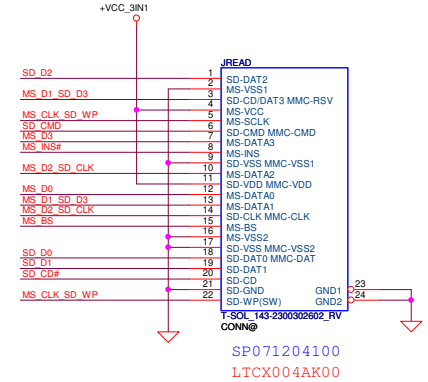 +VCC_3IN1
JREAD
SD_D2 1 SD-DAT2
2 MS-VSS1
MS_D1_SD_D3 3 SD-CD/DAT3 MMC-RSV
4 MS-VCC
MS_CLK_SD_WP 5 MS-SCLK
SD_CMD 6 SD-CMD MMC-CMD
MS_D3 7 MS-DATA3
MS_INS# 8 MS-INS
9 SD-VSS MMC-VSS1
MS_D2_SD_CLK 10 MS-DATA2
11 SD-VDD MMC-VDD
MS_D0 12 MS-DATA0
MS_D1_SD_D3 13 MS-DATA1
MS_D2_SD_CLK 14 SD-CLK MMC-CLK
MS_BS 15 MS-BS
16 MS-VSS2
17 SD-VSS MMC-VSS2
SD_D0 18 SD-DAT0 MMC-DAT
SD_D1 19 SD-DAT1
SD_CD# 20 SD-CD
21 SD-GND GND1 23
MS_CLK_SD_WP 22 SD-WP(SW) GND2 24
T-SOL_143-2300302602_RV
CONN@
SP071204100
LTCX004AK00